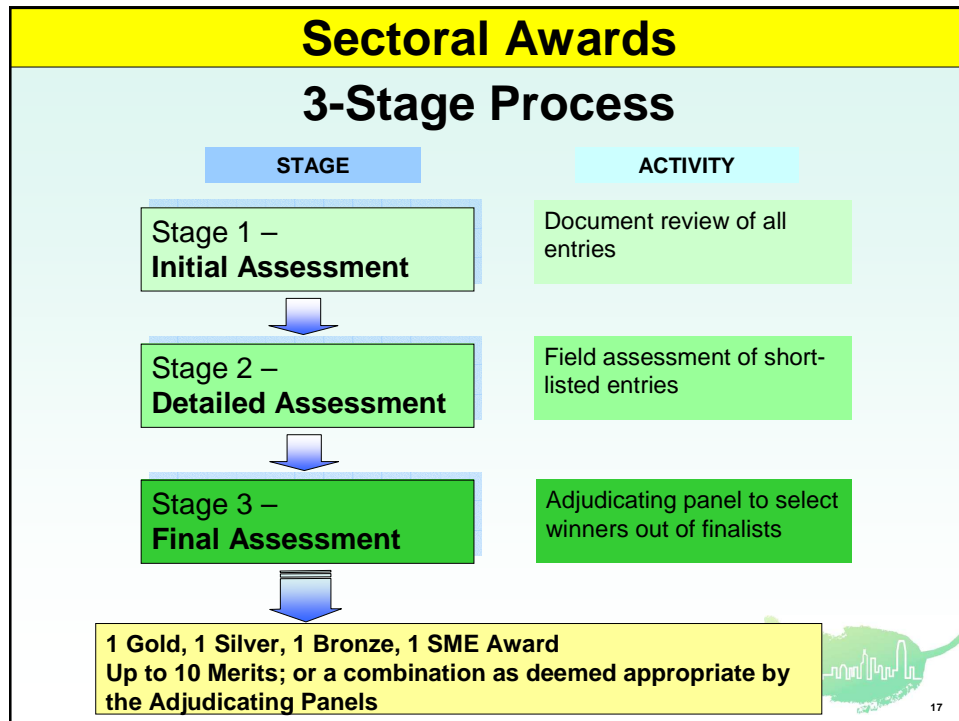 Sectoral Awards
3-Stage Process
STAGE
ACTIVITY
Stage 1 –
Initial Assessment
Document review of all
entries
Stage 2 –
Detailed Assessment
Field assessment of short-
listed entries
Stage 3 –
Final Assessment
Adjudicating panel to select
winners out of finalists
1 Gold, 1 Silver, 1 Bronze, 1 SME Award
Up to 10 Merits; or a combination as deemed appropriate by
the Adjudicating Panels
17